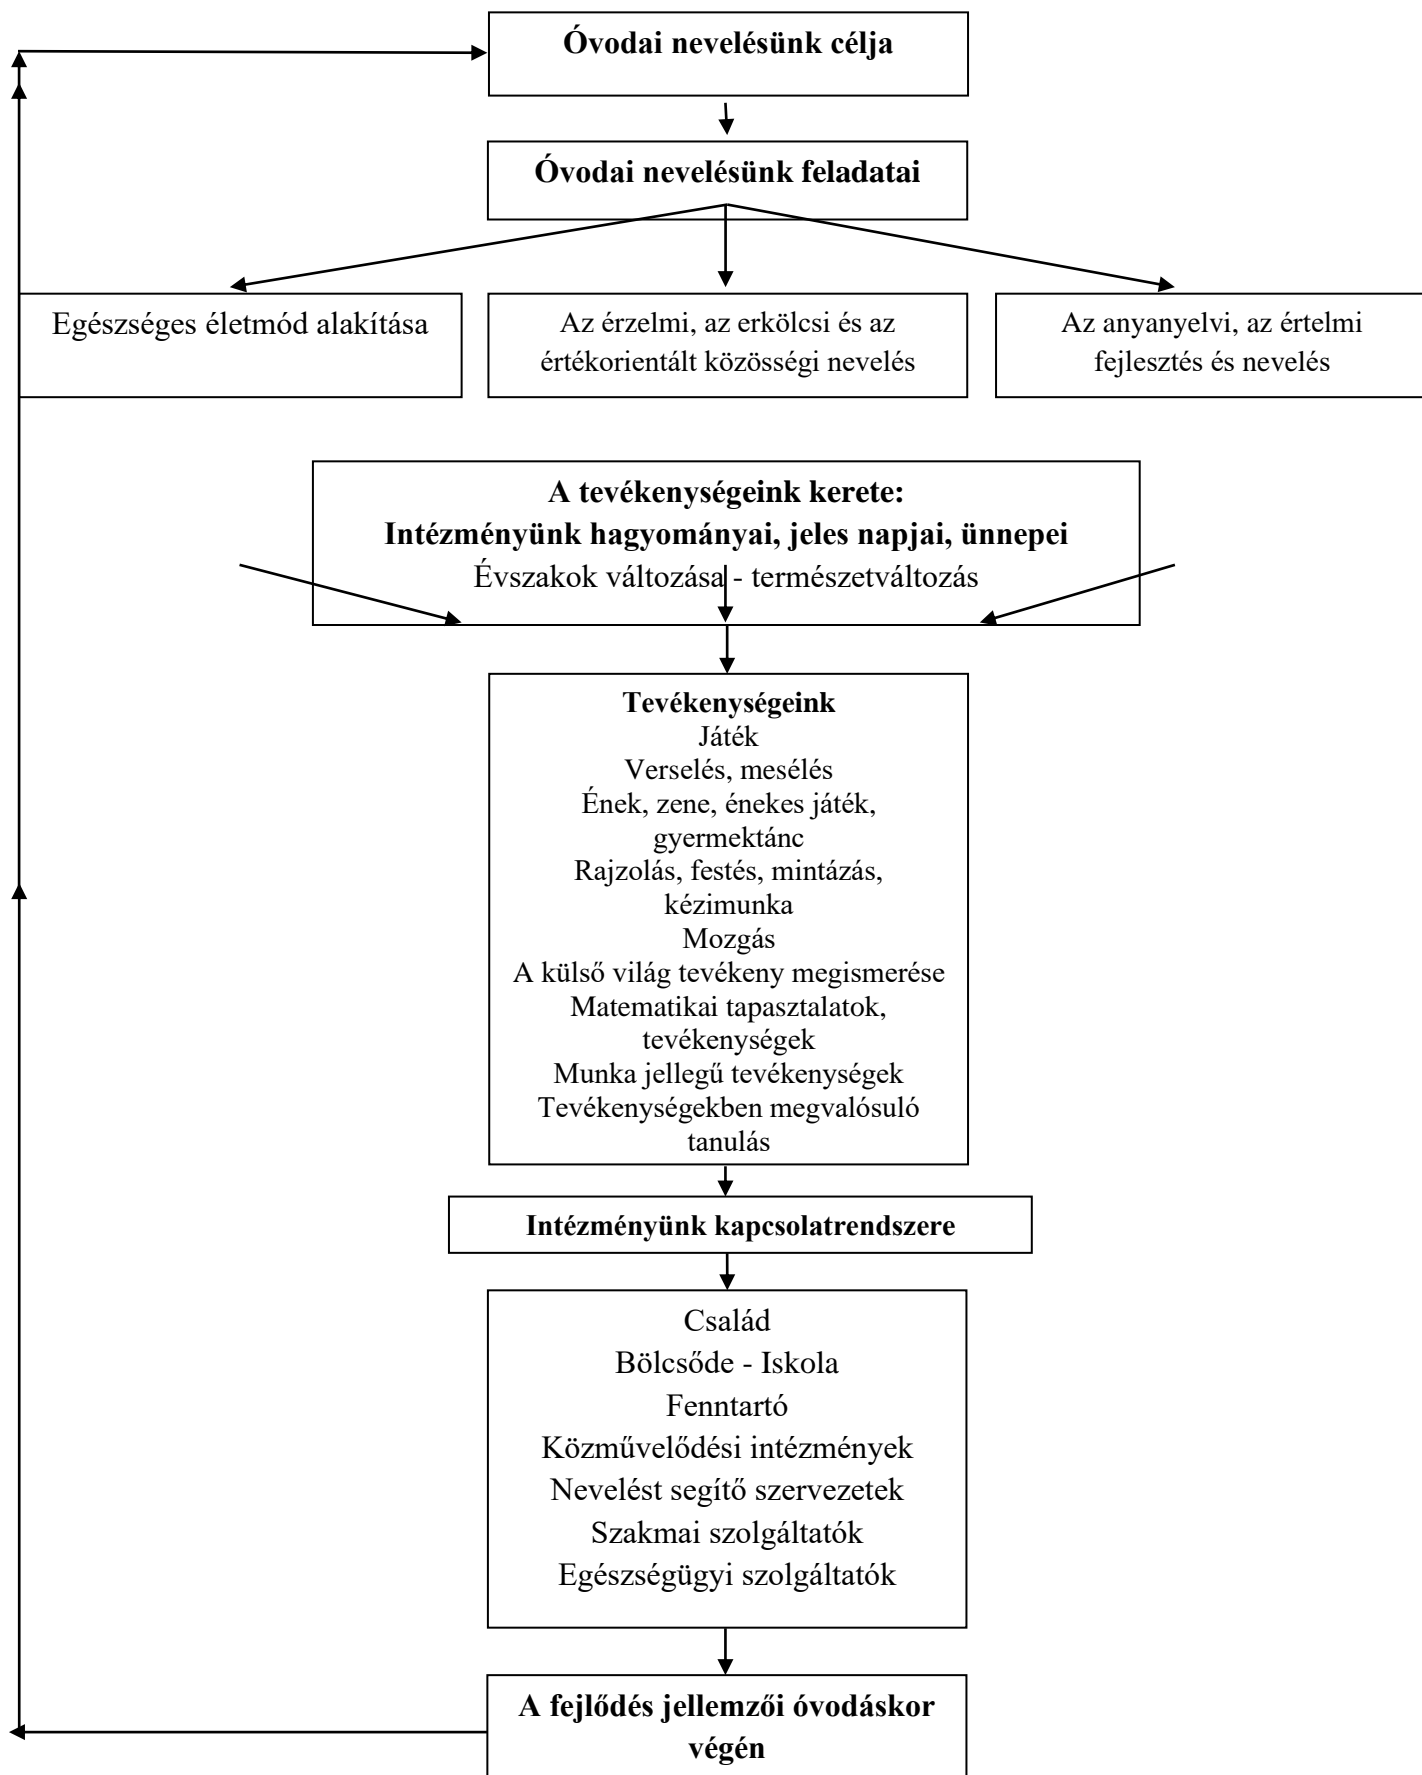 Óvodai nevelésünk célja
Óvodai nevelésünk feladatai
Egészséges életmód alakítása
Az érzelmi, az erkölcsi és az
értékorientált közösségi nevelés
Az anyanyelvi, az értelmi
fejlesztés és nevelés
A tevékenységeink kerete:
Intézményünk hagyományai, jeles napjai, ünnepei
Évszakok változása - természetváltozás
Tevékenységeink
Játék
Verselés, mesélés
Ének, zene, énekes játék,
gyermektánc
Rajzolás, festés, mintázás,
kézimunka
Mozgás
A külső világ tevékeny megismerése
Matematikai tapasztalatok,
tevékenységek
Munka jellegű tevékenységek
Tevékenységekben megvalósuló
tanulás
Intézményünk kapcsolatrendszere
Család
Bölcsőde - Iskola
Fenntartó
Közművelődési intézmények
Nevelést segítő szervezetek
Szakmai szolgáltatók
Egészségügyi szolgáltatók
A fejlődés jellemzői óvodáskor
végén